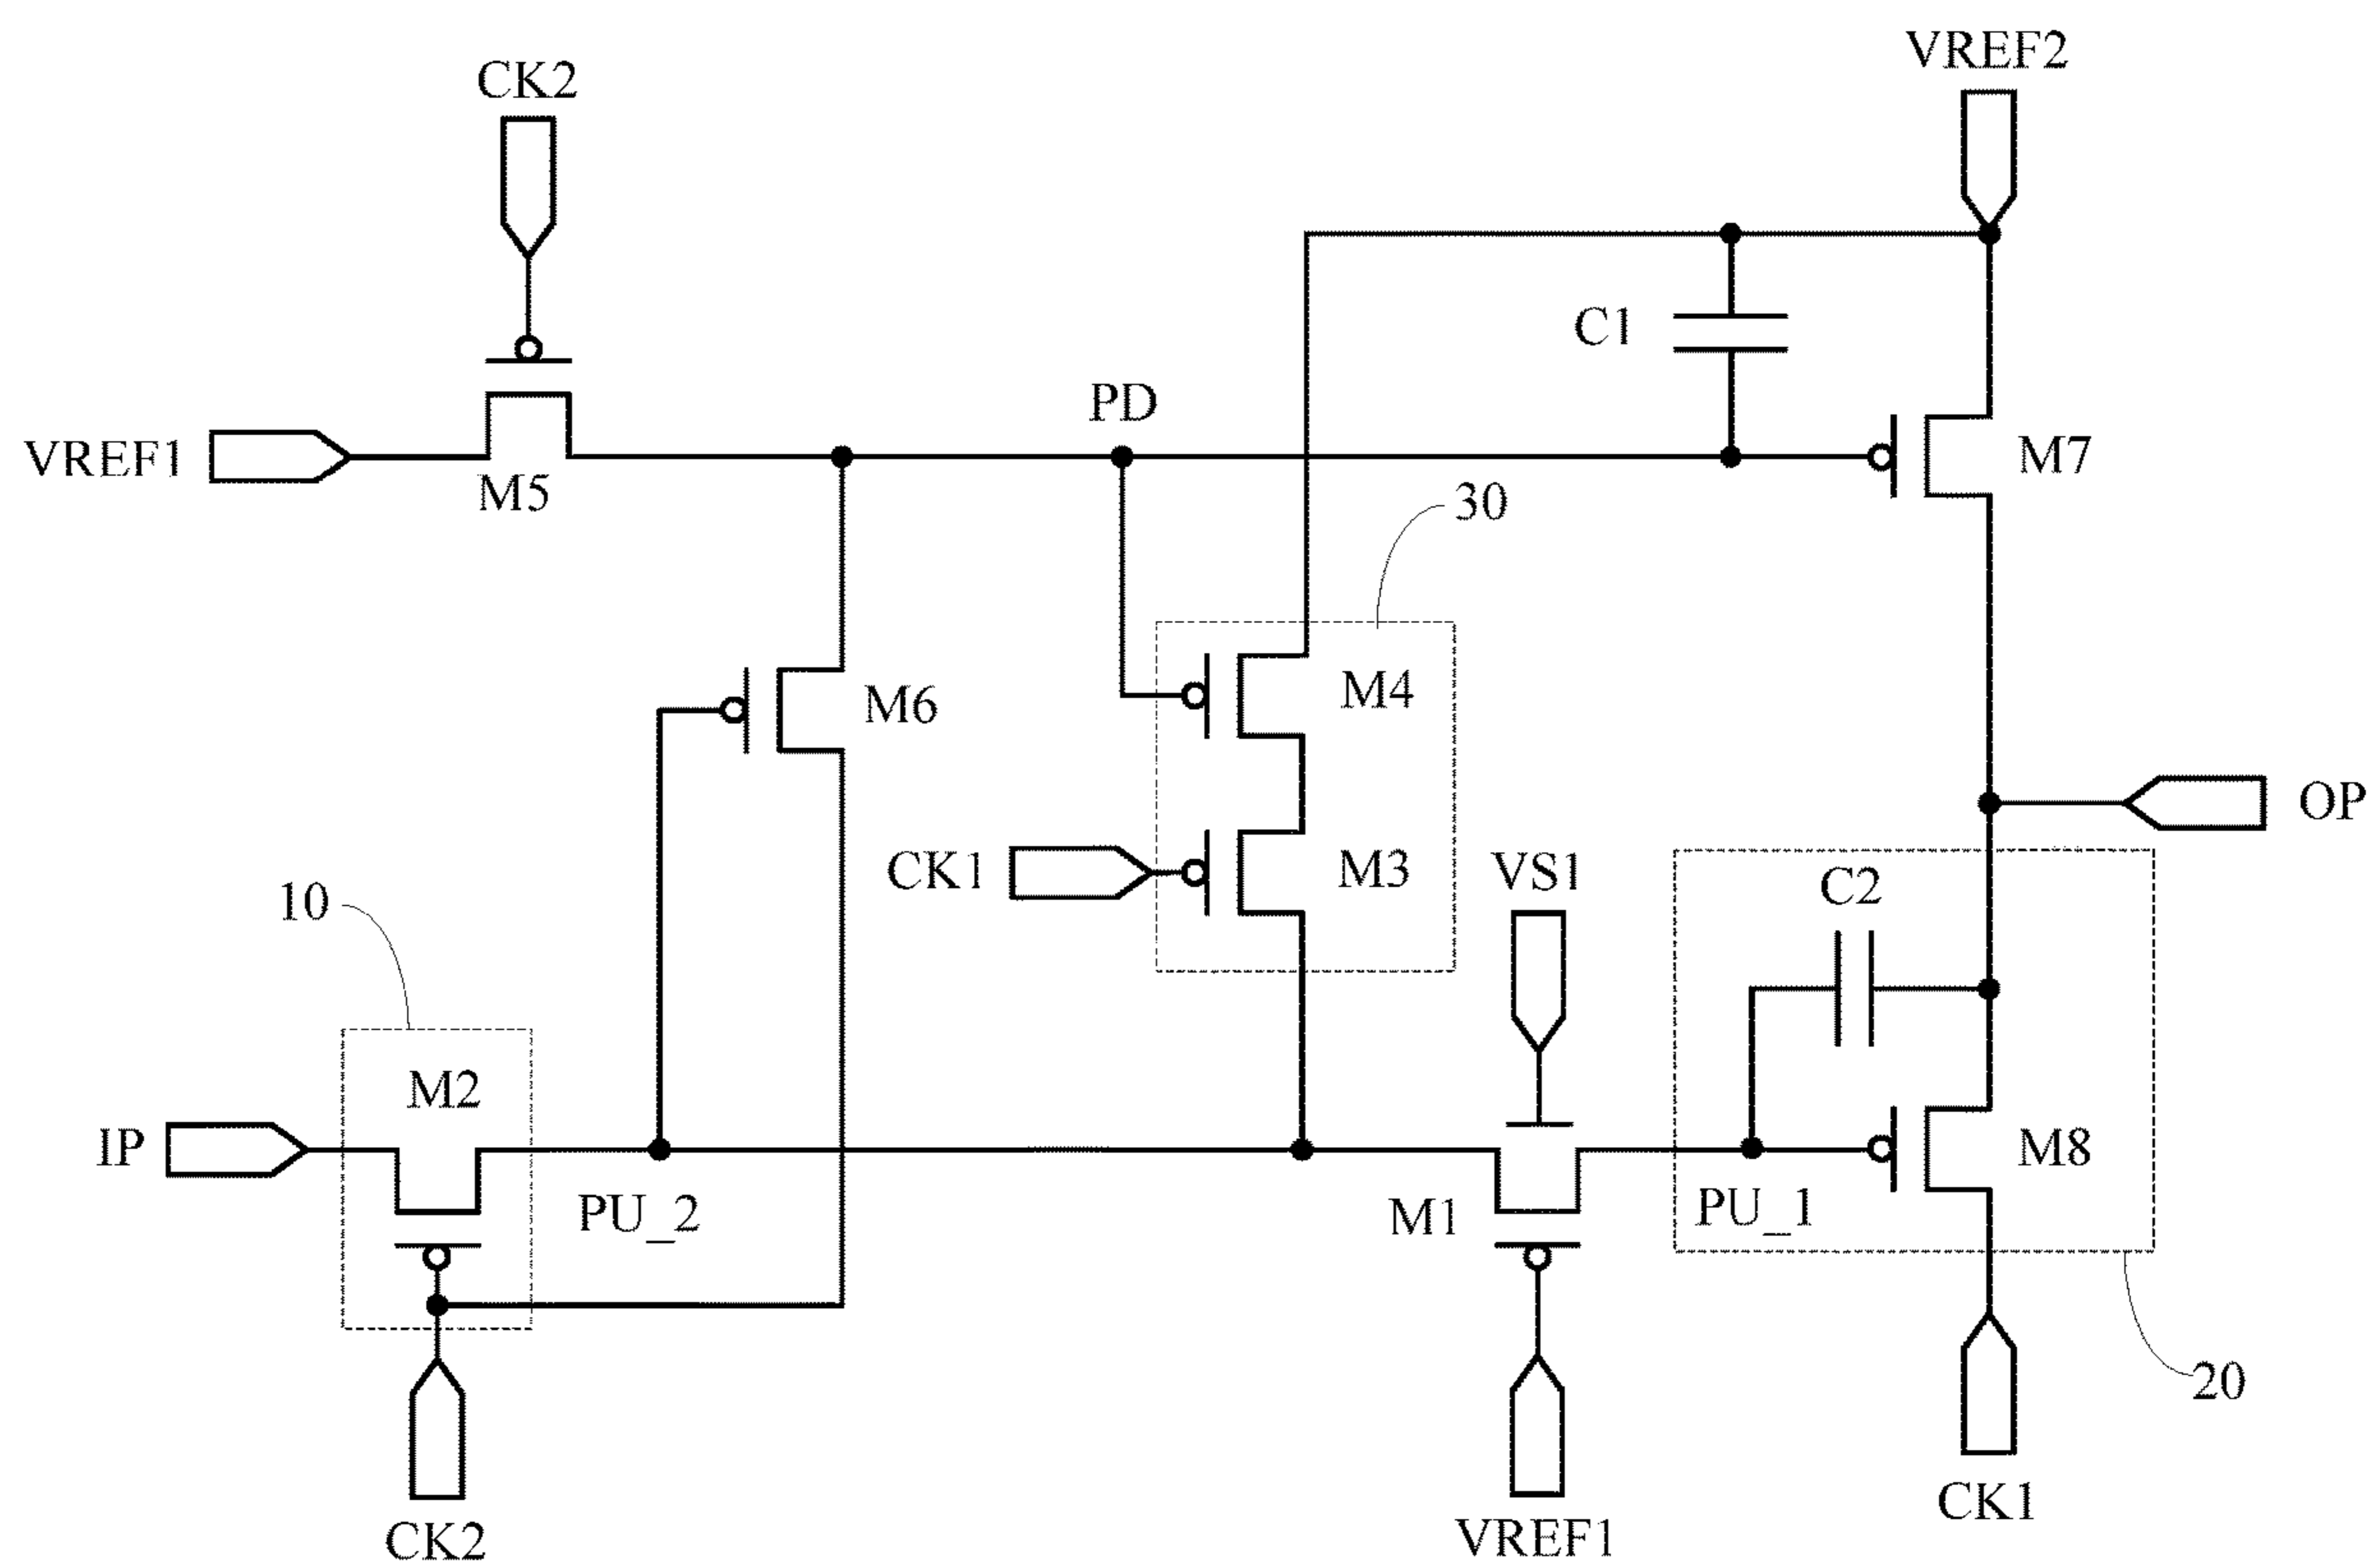 VREF2
CK2
C1
PD
VREF1
M5
M7
30
M6
M4
OP
CK1
M3
VS1
C2
10
M2
IP
PU_2
M1
PU_1
M8
20
CK1
CK2
VREF1